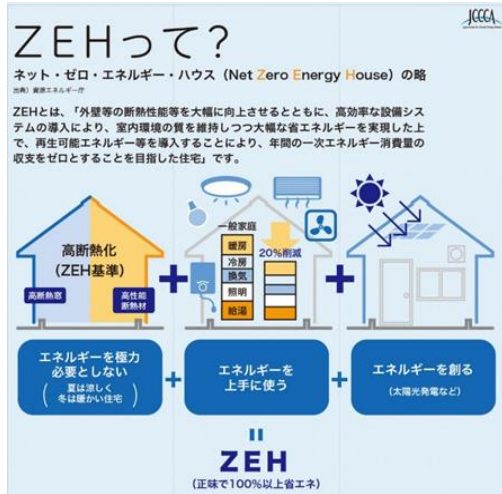 JCCCA
ZEHって?
ネット・ゼロ・エネルギー・ハウス(Net Zero Energy House)の略
出典)資源エネルギー庁
ZEHとは、「外壁等の断熱性能等を大幅に向上させるとともに、高効率な設備シス
テムの導入により、室内環境の質を維持しつつ大幅な省エネルギーを実現した上
で、再生可能エネルギー等を導入することにより、年間の一次エネルギー消費量の
収支をゼロとすることを目指した住宅」です。
高断熱化
(ZEH基準)
高断熱窓
高性能
断熱材
+
一般家庭
暖房
冷房
換気
照明
給湯
20%削減
+
エネルギーを極力
必要としない
(夏は涼しく
冬は暖かい住宅)
+
エネルギーを
上手に使う
+
エネルギーを創る
(太陽光発電など)
=
ZEH
(正味で100%以上省エネ)